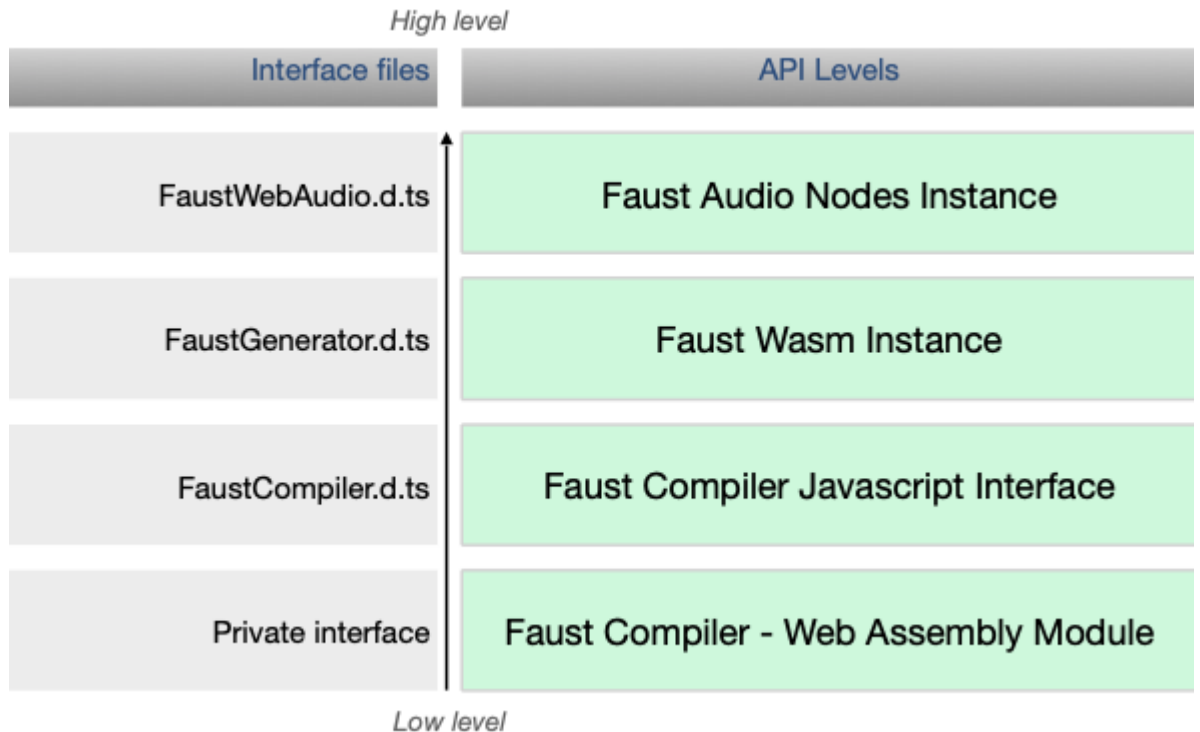 High level
Interface files
API Levels
FaustWebAudio.d.ts
Faust Audio Nodes Instance
FaustGenerator.d.ts
Faust Wasm Instance
FaustCompiler.d.ts
Faust Compiler Javascript Interface
Private interface
Faust Compiler - Web Assembly Module
Low level